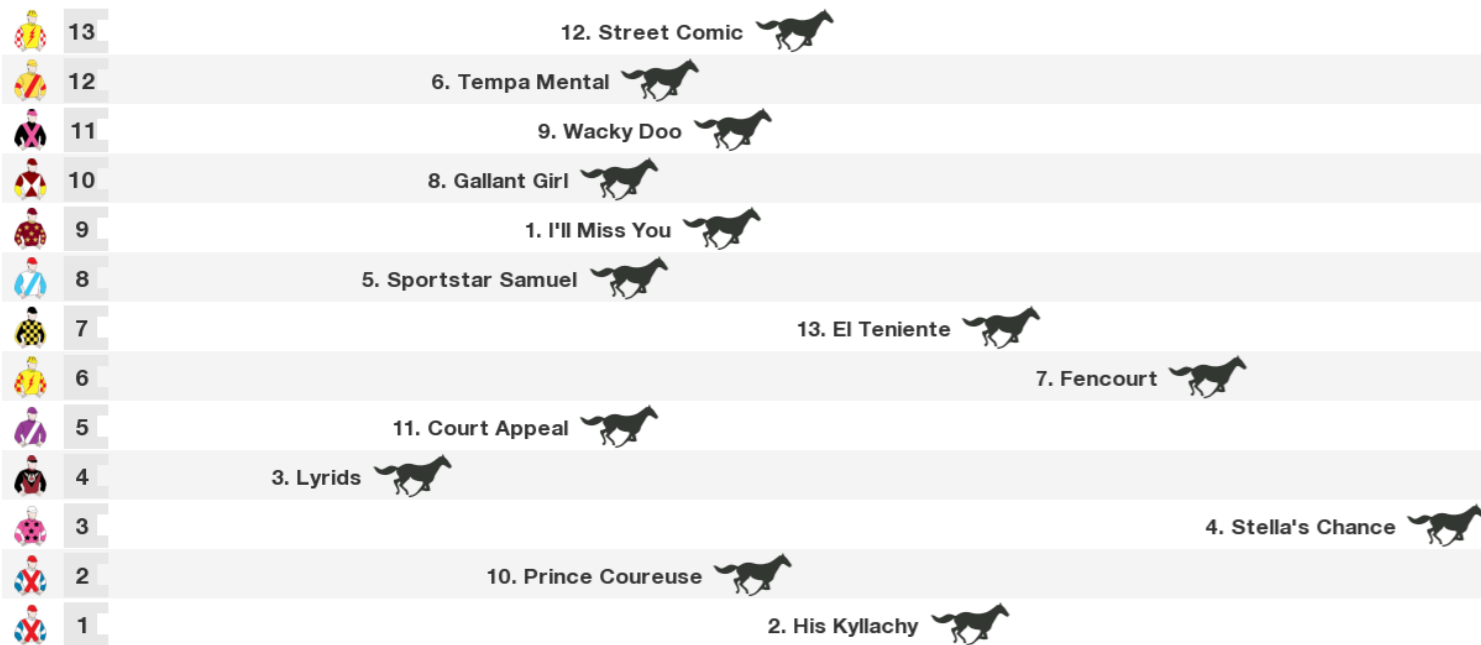 13 12. Street Comic
12 6. Tempa Mental
11 9. Wacky Doo
10 8. Gallant Girl
9 1. I'll Miss You
8 5. Sportstar Samuel
7 13. El Teniente
6 7. Fencourt
5 11. Court Appeal
4 3. Lyrids
3 4. Stella's Chance
2 10. Prince Coureuse
1 2. His Kyllachy